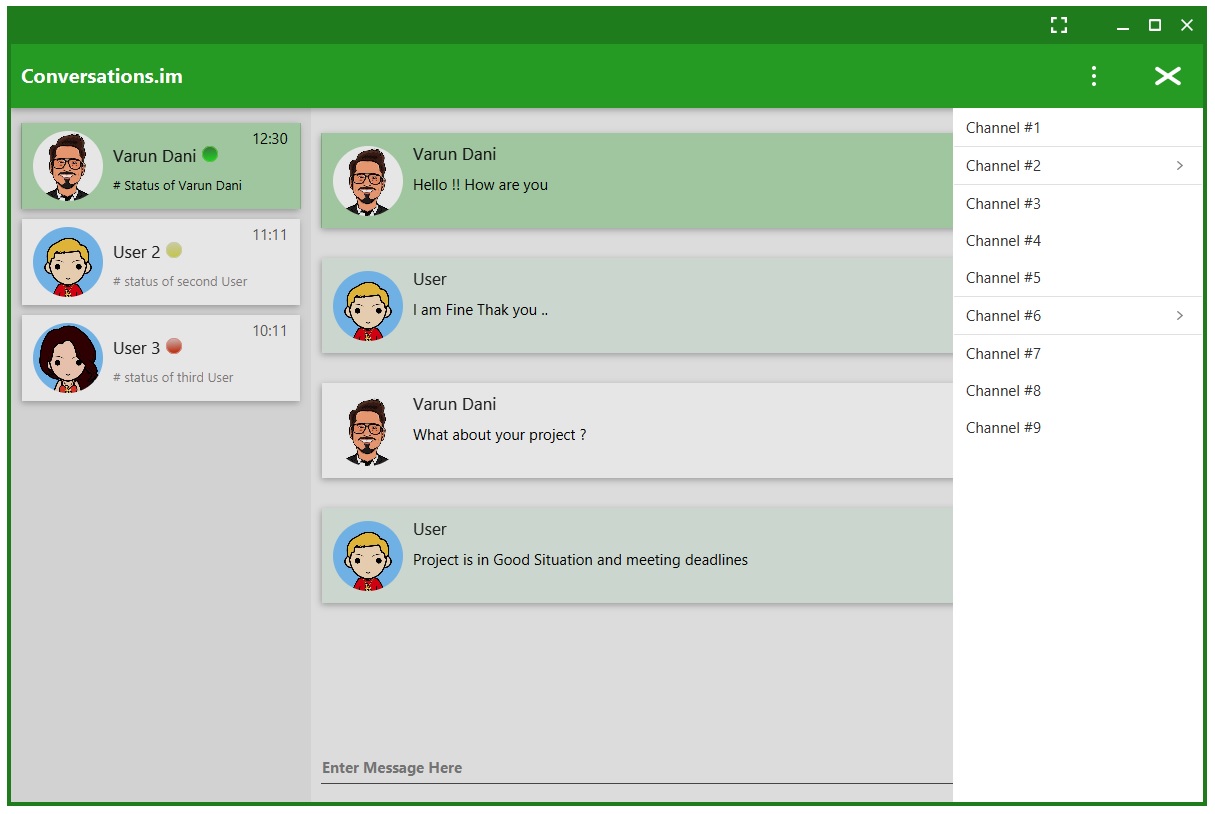 Conversations.im
12:30
Varun Dani
# Status of Varun Dani
11:11
User 2
# status of second User
10:11
User 3
# status of third User
Varun Dani
Hello !! How are you
User
I am Fine Thak you ..
Varun Dani
What about your project ?
User
Project is in Good Situation and meeting deadlines
Enter Message Here
Channel #1
Channel #2
Channel #3
Channel #4
Channel #5
Channel #6
Channel #7
Channel #8
Channel #9